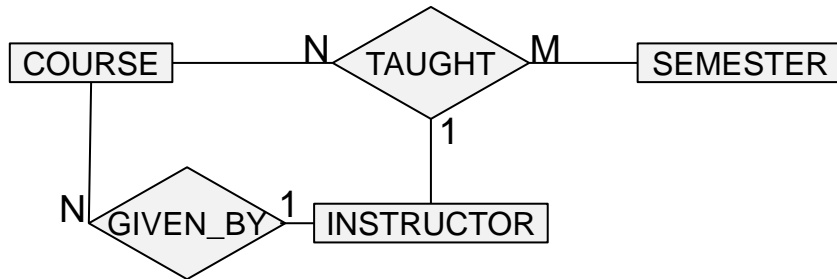 COURSE
N
TAUGHT
M
SEMESTER
1
N
GIVEN_BY
1
INSTRUCTOR